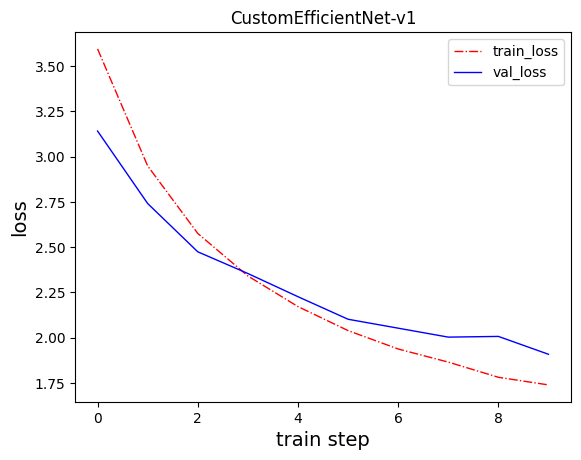 CustomEfficientNet-v1
train_loss
val_loss
3.50
3.25
3.00
2.75
2.50
2.25
2.00
1.75
loss
0
2
4
6
8
train step